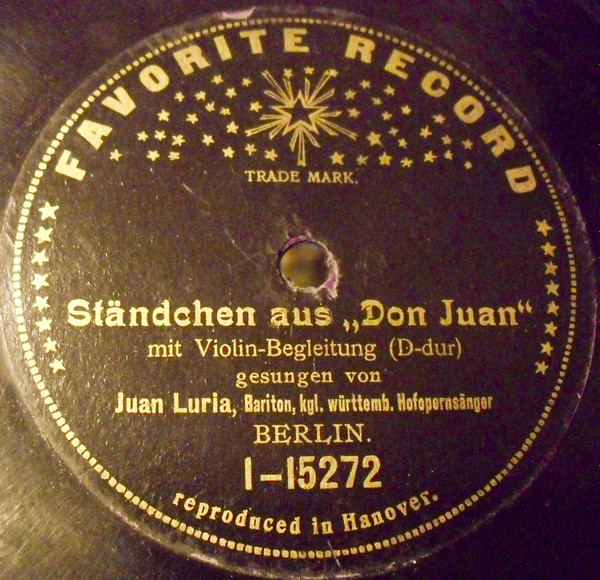 FAVORITE RECORD
TRADE MARK.
Ständchen aus „Don Juan“
mit Violin-Begleitung (D-dur)
gesungen von
Juan Luria, Bariton, kgl. württemb. Hofopernsänger
BERLIN.
1-15272
reproduced in Hanover.